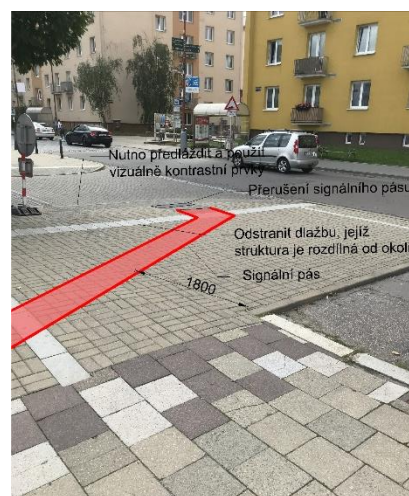 Nutno předláždit a použít
vizuálně kontrastní prvky
Přerušení signálního pásu
Odstranit dlažbu, jejíž
struktura je rozdílná od okol
Signální pás
1800